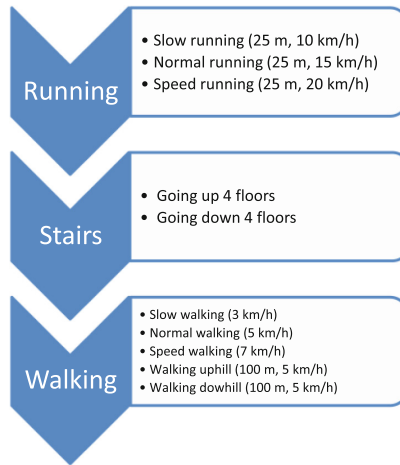 Running
• Slow running (25 m, 10 km/h)
• Normal running (25 m, 15 km/h)
• Speed running (25 m, 20 km/h)
Stairs
• Going up 4 floors
• Going down 4 floors
Walking
• Slow walking (3 km/h)
• Normal walking (5 km/h)
• Speed walking (7 km/h)
• Walking uphill (100 m, 5 km/h)
• Walking dowhill (100 m, 5 km/h)